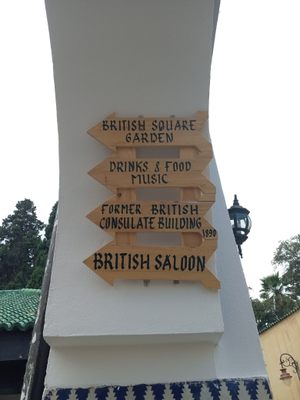 BRITISH SQUARE
GARDEN
DRINKS & FOOD
MUSIC
FORMER BRITISH
CONSULATE BUILDING
1890
BRITISH SALOON